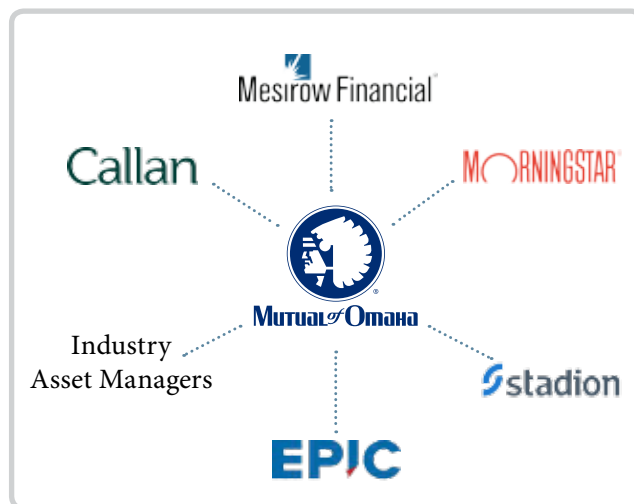 Mesirow Financial®
Callan
MORNINGSTAR®
®
MUTUAL of OMAHA
Industry
Asset Managers
stadion
EPIC